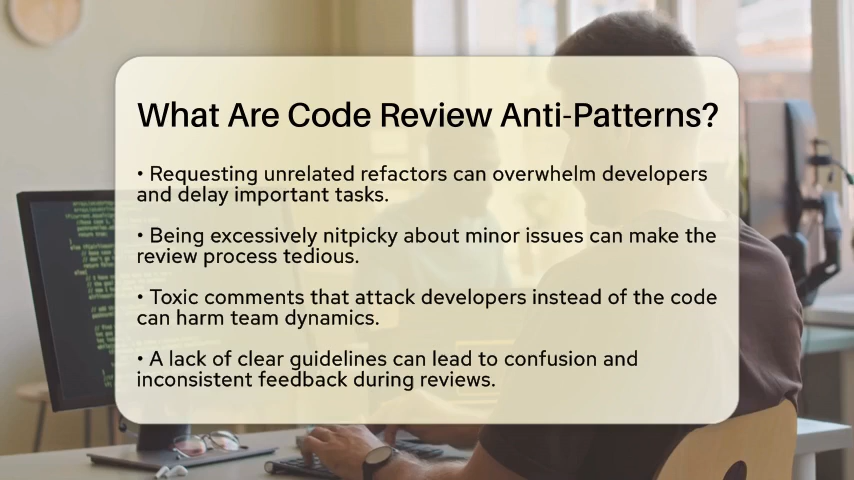 What Are Code Review Anti-Patterns?
• Requesting unrelated refactors can overwhelm developers
and delay important tasks.
• Being excessively nitpicky about minor issues can make the
review process tedious.
• Toxic comments that attack developers instead of the code
can harm team dynamics.
• A lack of clear guidelines can lead to confusion and
inconsistent feedback during reviews.